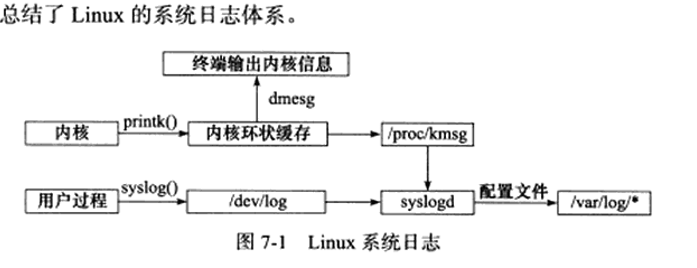 总结了 Linux 的系统日志体系。
终端输出内核信息
dmesg
内核
printk()
内核环状缓存
/proc/kmsg
用户过程
syslog()
/dev/log
syslogd
配置文件
/var/log/*
图 7-1 Linux 系统日志